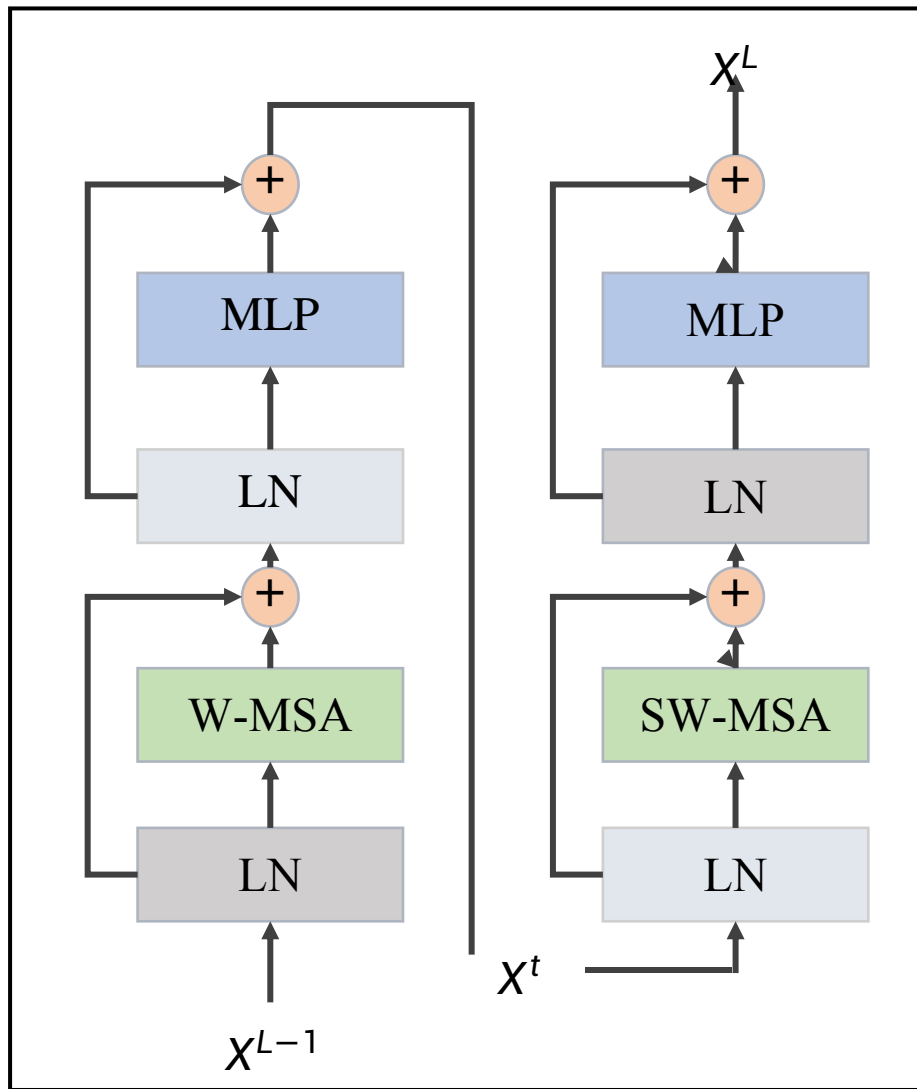 X^L
+
+
MLP
MLP
LN
LN
+
+
W-MSA
SW-MSA
LN
LN
X^t
X^{L-1}